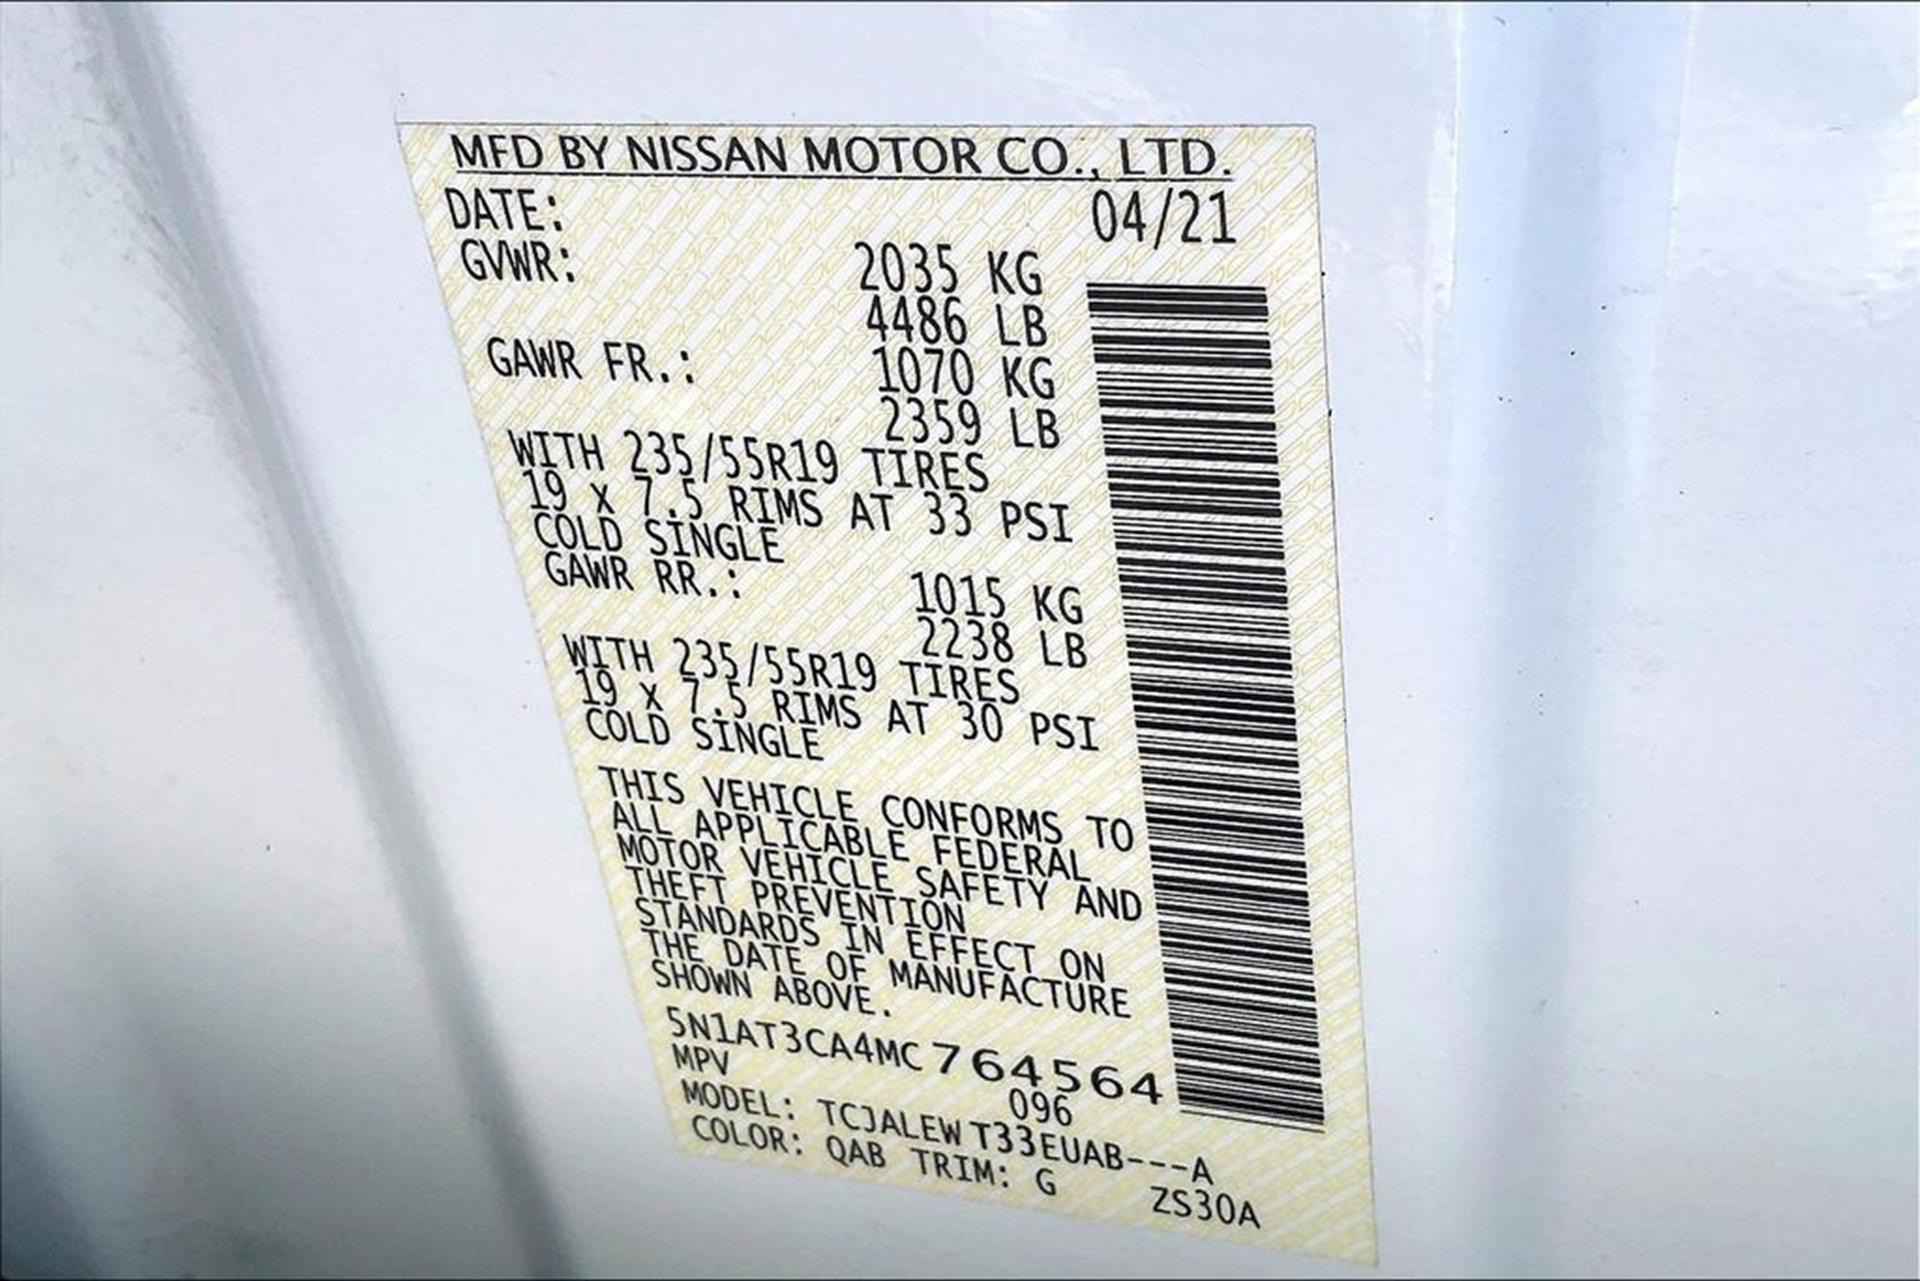 MFD BY NISSAN MOTOR CO., LTD.
DATE: 04/21
GVWR: 2035 KG
4486 LB
GAWR FR.: 1070 KG
2359 LB
WITH 235/55R19 TIRES
19 X 7.5 RIMS AT 33 PSI
COLD SINGLE
GAWR RR.: 1015 KG
2238 LB
WITH 235/55R19 TIRES
19 X 7.5 RIMS AT 30 PSI
COLD SINGLE
THIS VEHICLE CONFORMS TO
ALL APPLICABLE FEDERAL
MOTOR VEHICLE SAFETY AND
THEFT PREVENTION
STANDARDS IN EFFECT ON
THE DATE OF MANUFACTURE
SHOWN ABOVE.
5N1AT3CA4MC764564
MPV 096
MODEL: TCJALEWT33EUAB---A
COLOR: QAB TRIM: G ZS30A